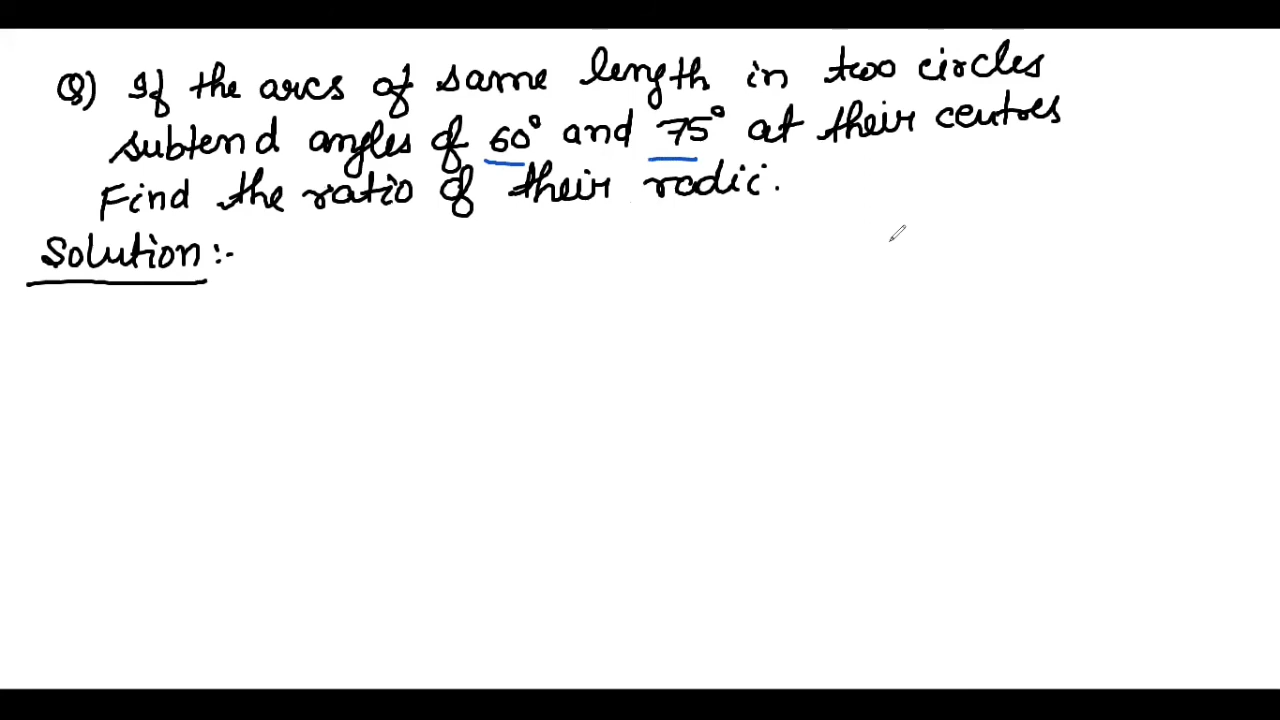 Q) If the arcs of same length in two circles
subtend angles of 60° and 75° at their centres
Find the ratio of their radii.
Solution :-